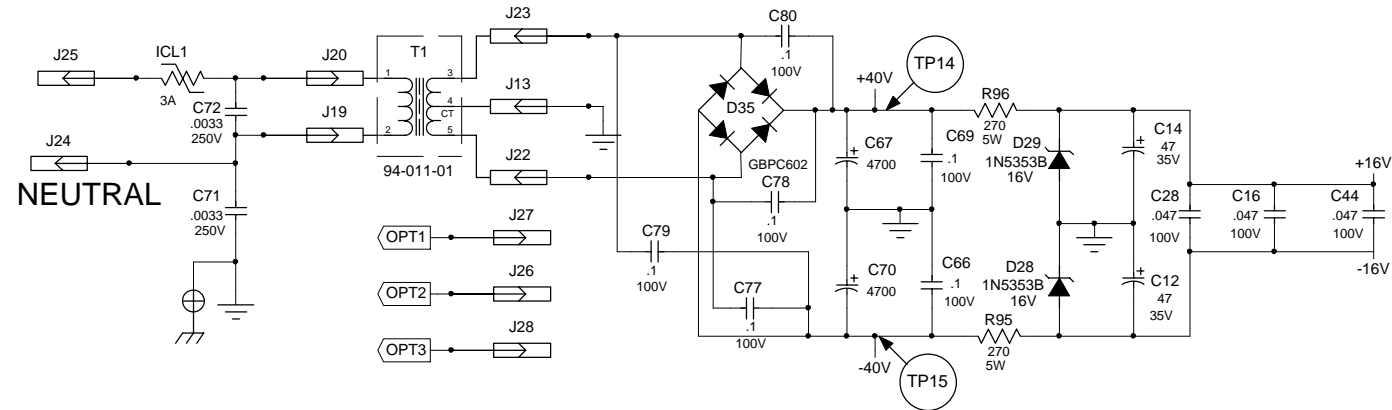 J25
ICL1
3A
C72
.0033
250V
J24
NEUTRAL
C71
.0033
250V
J20
J19
T1
1
2
3
4
CT
5
94-011-01
J23
J13
J22
OPT1
J27
OPT2
J26
OPT3
J28
C80
.1
100V
D35
GBPC602
C78
.1
100V
C79
.1
100V
C77
.1
100V
+40V
TP14
C67
+
4700
C69
.1
100V
C70
+
4700
C66
.1
100V
-40V
TP15
R96
270
5W
D29
1N5353B
16V
D28
1N5353B
16V
R95
270
5W
+
C14
47
35V
+
C12
47
35V
C28
.047
100V
C16
.047
100V
C44
.047
100V
+16V
-16V